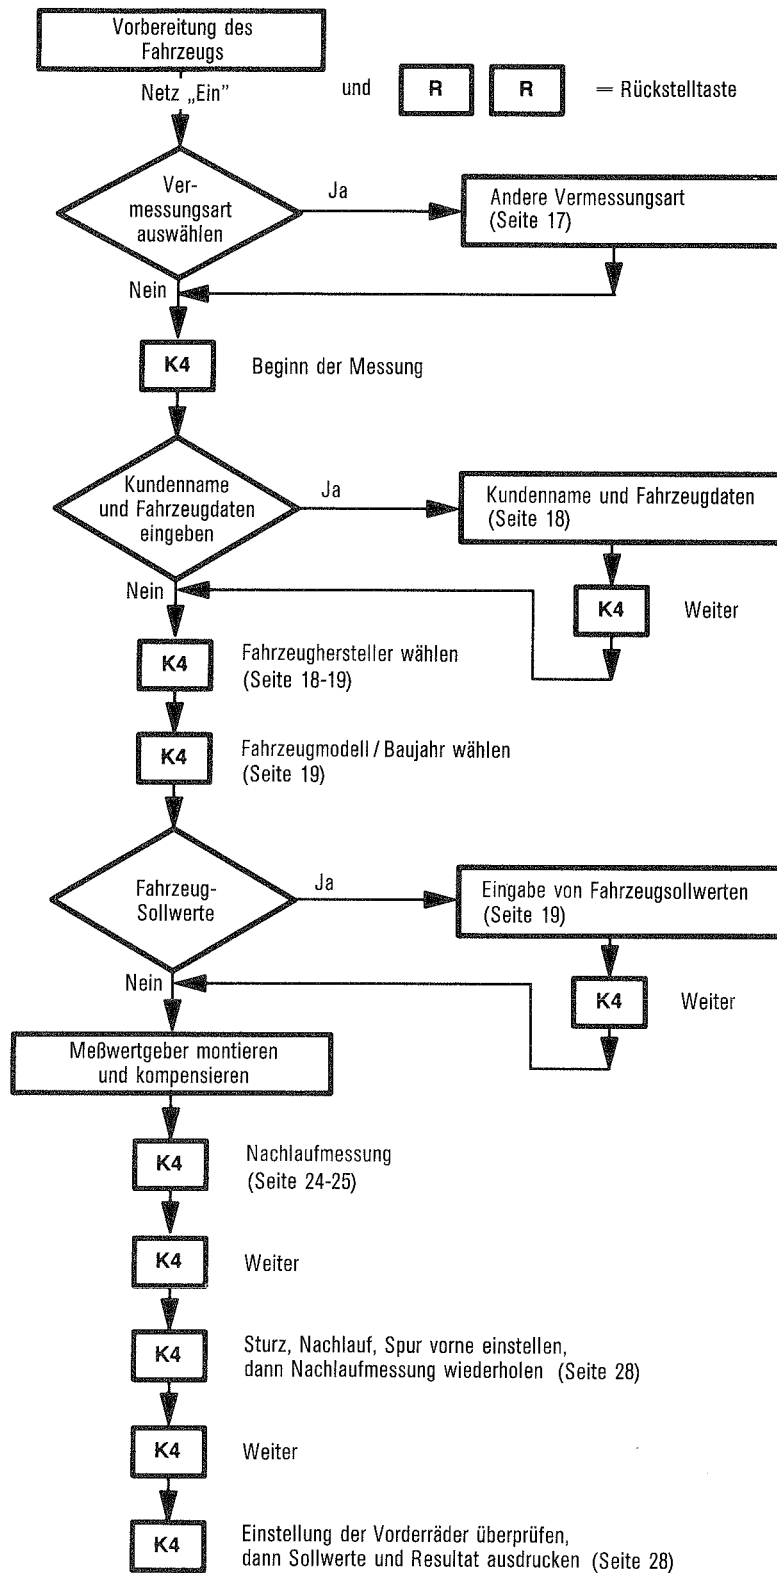 Vorbereitung des
Fahrzeugs
Netz „Ein”
und R R = Rückstelltaste
Ver-
messungsart
auswählen
Ja
Andere Vermessungsart
(Seite 17)
Nein
K4 Beginn der Messung
Kundenname
und Fahrzeugdaten
eingeben
Ja
Kundenname und Fahrzeugdaten
(Seite 18)
K4 Weiter
Nein
K4 Fahrzeughersteller wählen
(Seite 18-19)
K4 Fahrzeugmodell / Baujahr wählen
(Seite 19)
Fahrzeug-
Sollwerte
Ja
Eingabe von Fahrzeugsollwerten
(Seite 19)
K4 Weiter
Nein
Meßwertgeber montieren
und kompensieren
K4 Nachlaufmessung
(Seite 24-25)
K4 Weiter
K4 Sturz, Nachlauf, Spur vorne einstellen,
dann Nachlaufmessung wiederholen (Seite 28)
K4 Weiter
K4 Einstellung der Vorderräder überprüfen,
dann Sollwerte und Resultat ausdrucken (Seite 28)